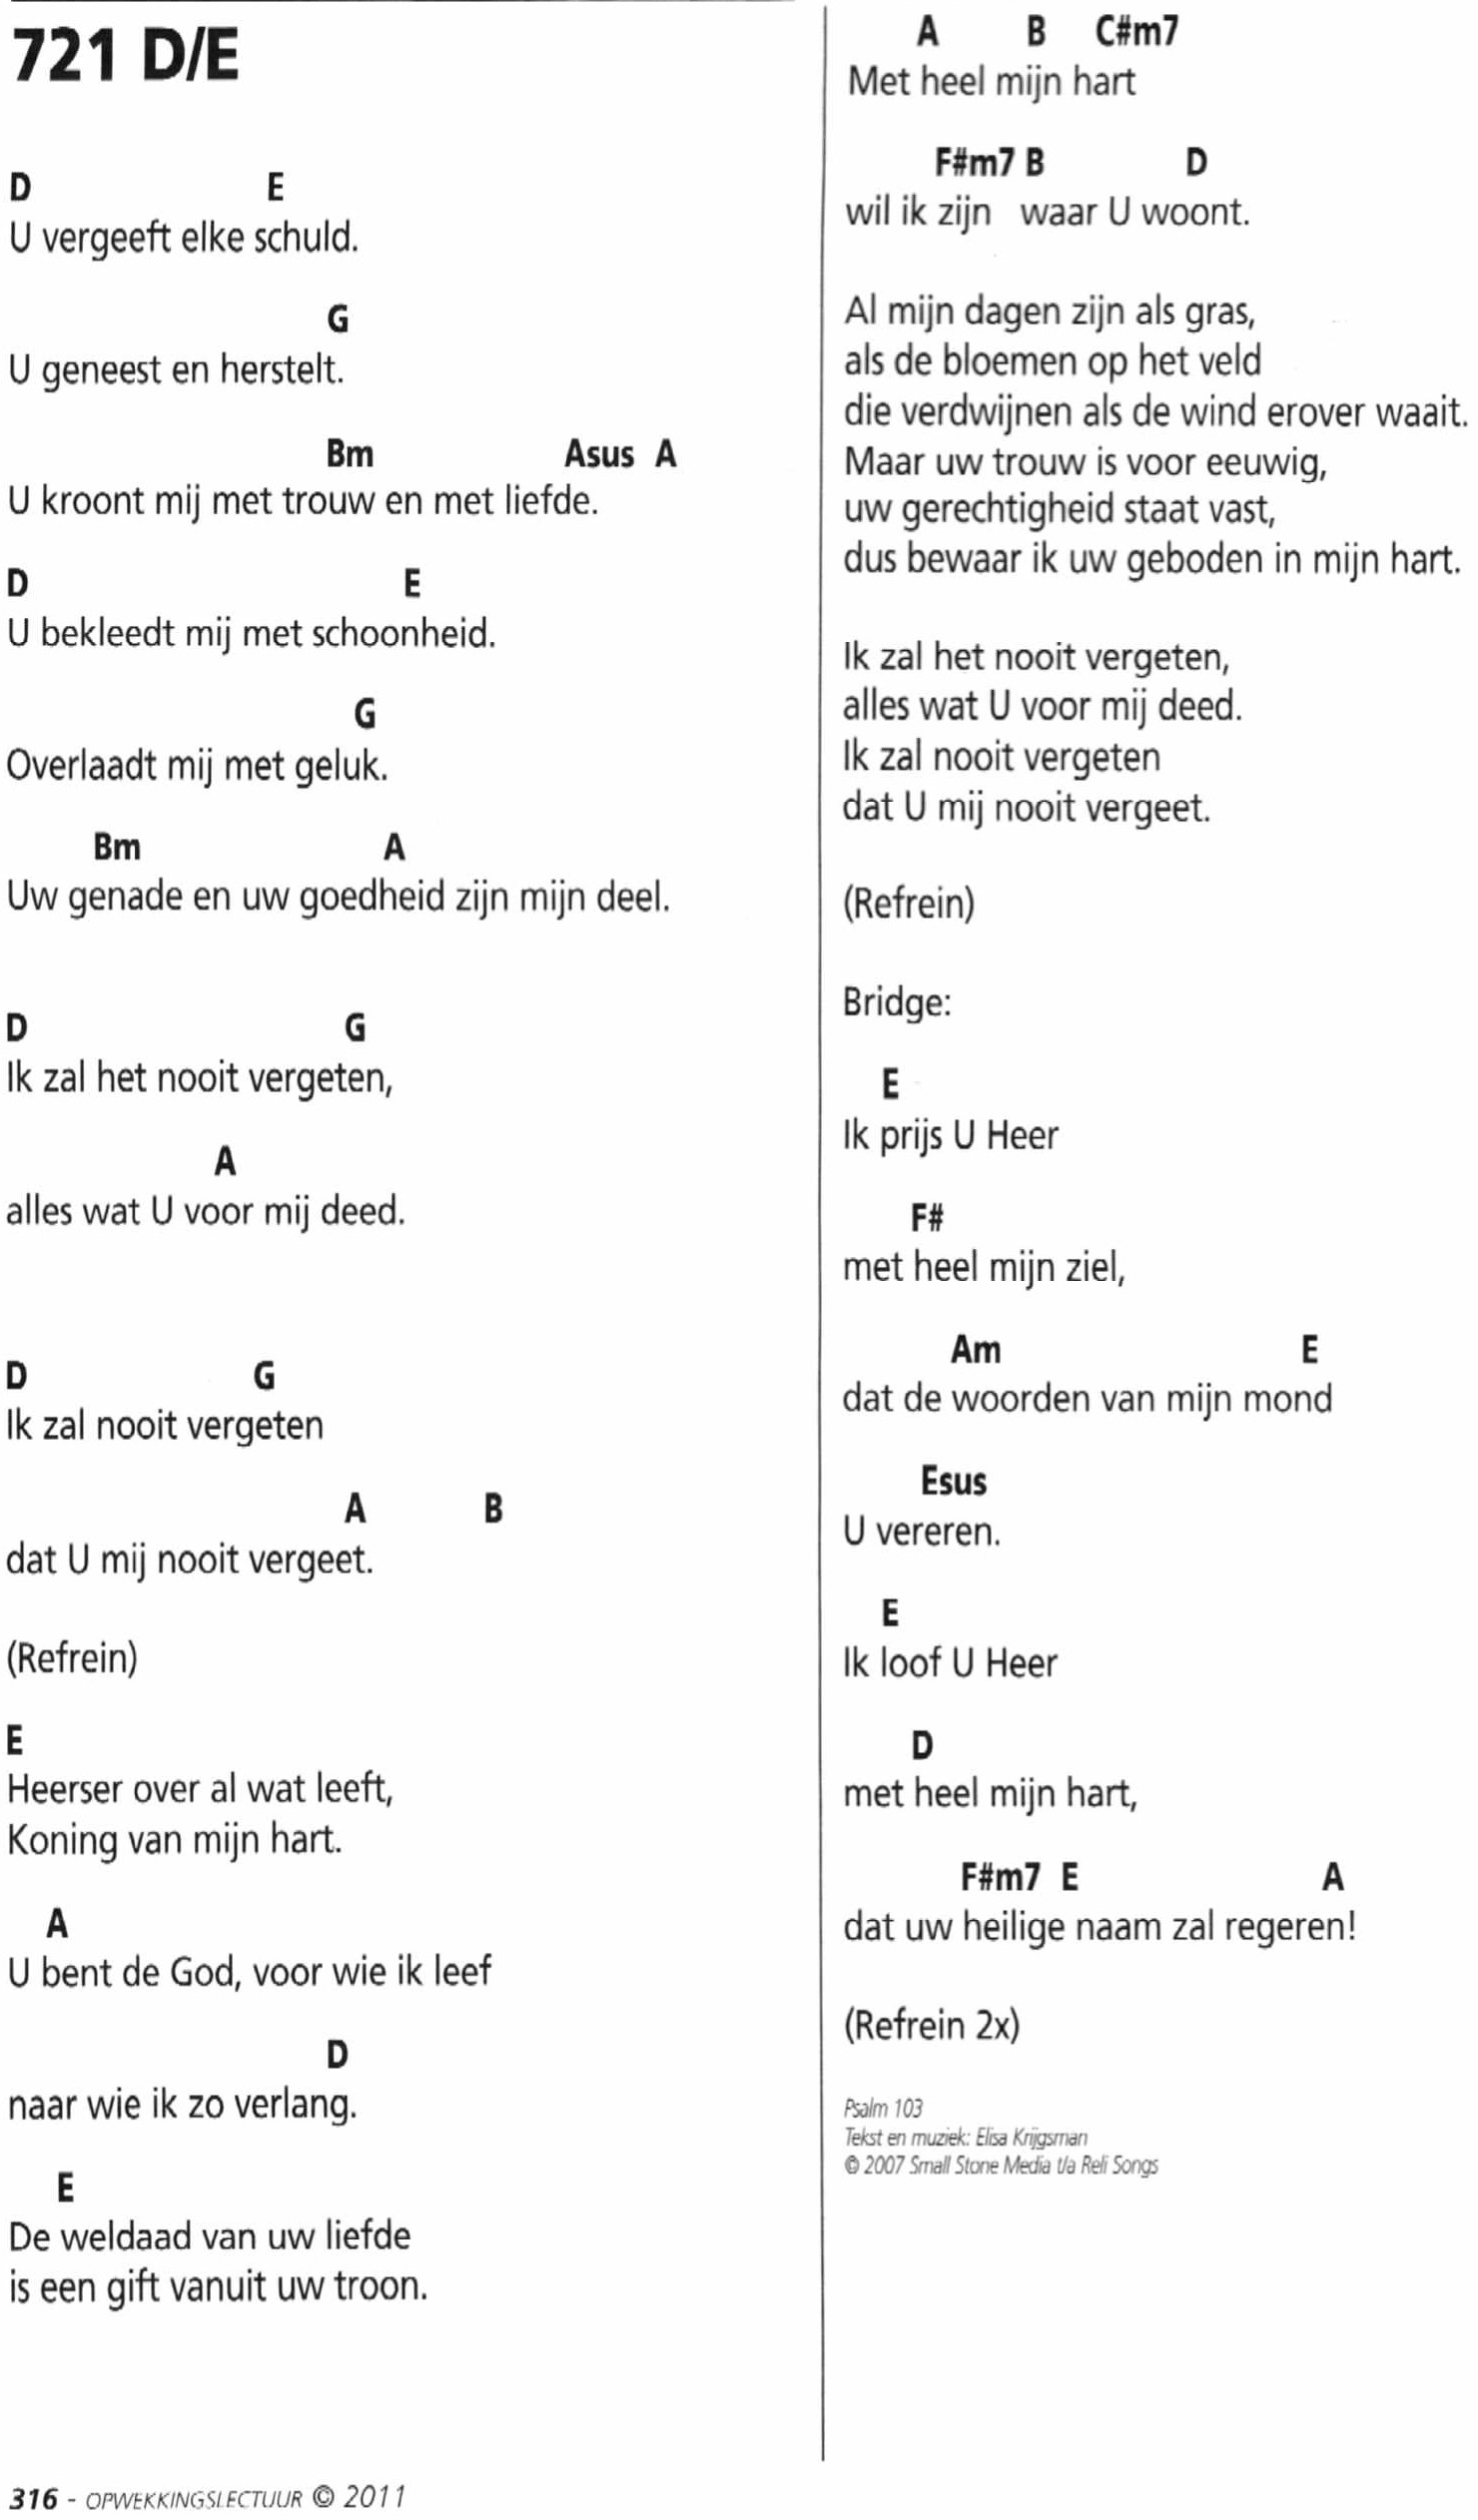 721 D/E
D E
U vergeeft elke schuld.
G
U geneest en herstelt.
Bm Asus A
U kroont mij met trouw en met liefde.
D E
U bekleedt mij met schoonheid.
G
Overlaadt mij met geluk.
Bm A
Uw genade en uw goedheid zijn mijn deel.
D G
Ik zal het nooit vergeten,
A
alles wat U voor mij deed.
D G
Ik zal nooit vergeten
A B
dat U mij nooit vergeet.
(Refrein)
E
Heerser over al wat leeft,
Koning van mijn hart.
A
U bent de God, voor wie ik leef
D
naar wie ik zo verlang.
E
De weldaad van uw liefde
is een gift vanuit uw troon.
A B C#m7
Met heel mijn hart
F#m7 B D
wil ik zijn waar U woont.
Al mijn dagen zijn als gras,
als de bloemen op het veld
die verdwijnen als de wind erover waait.
Maar uw trouw is voor eeuwig,
uw gerechtigheid staat vast,
dus bewaar ik uw geboden in mijn hart.
Ik zal het nooit vergeten,
alles wat U voor mij deed.
Ik zal nooit vergeten
dat U mij nooit vergeet.
(Refrein)
Bridge:
E
Ik prijs U Heer
F#
met heel mijn ziel,
Am E
dat de woorden van mijn mond
Esus
U vereren.
E
Ik loof U Heer
D
met heel mijn hart,
F#m7 E A
dat uw heilige naam zal regeren!
(Refrein 2x)
Psalm 103
Tekst en muziek: Elisa Krijgsman
© 2007 Small Stone Media t/a Reli Songs
316 - OPWEKKINGSLECTUUR © 2011